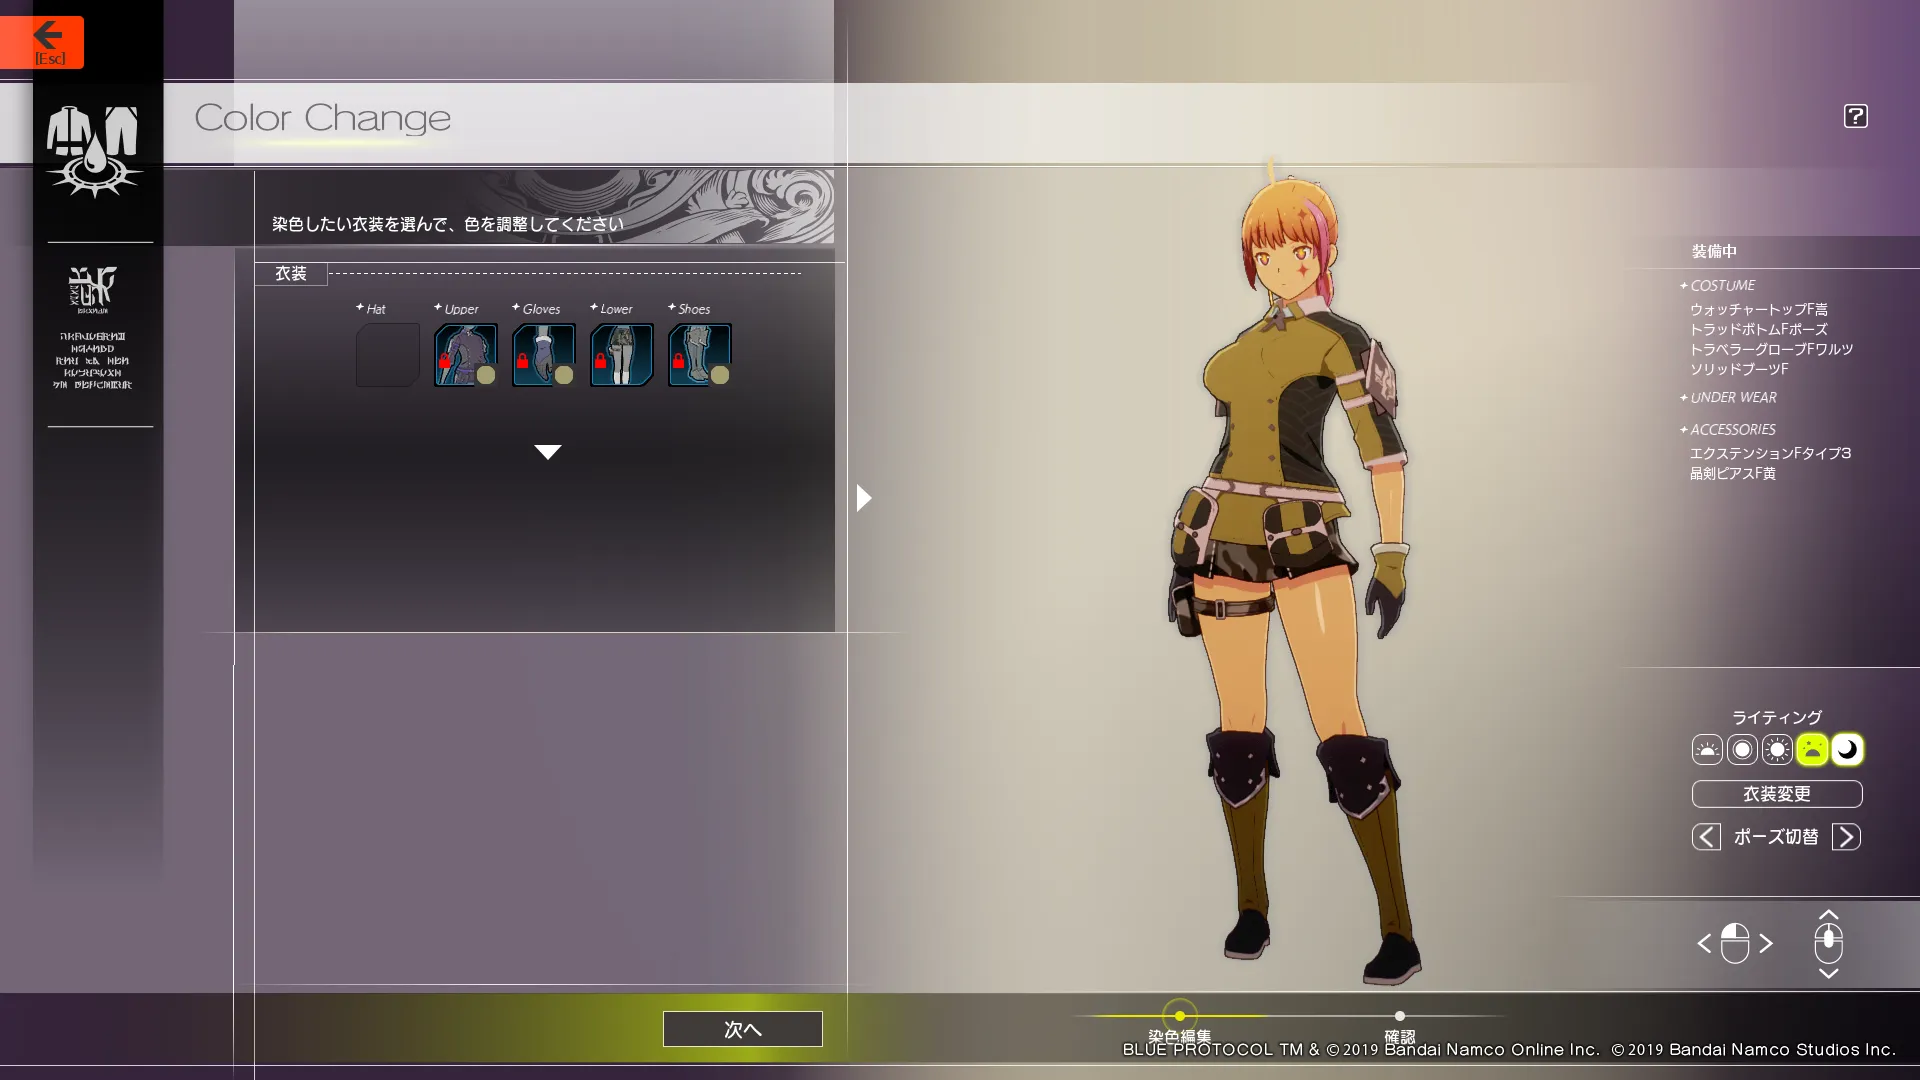 [Esc]
Color Change
?
染色したい衣装を選んで、色を調整してください
衣装
Hat
Upper
Gloves
Lower
Shoes
装備中
COSTUME
ウォッチャートップF嵩
トラッドボトムFポーズ
トラベラーグローブFワルツ
ソリッドブーツF
UNDER WEAR
ACCESSORIES
エクステンションFタイプ3
晶剣ピアスF黄
ライティング
衣装変更
ポーズ切替
次へ
染色編集
確認
BLUE PROTOCOL TM & ©2019 Bandai Namco Online Inc. ©2019 Bandai Namco Studios Inc.